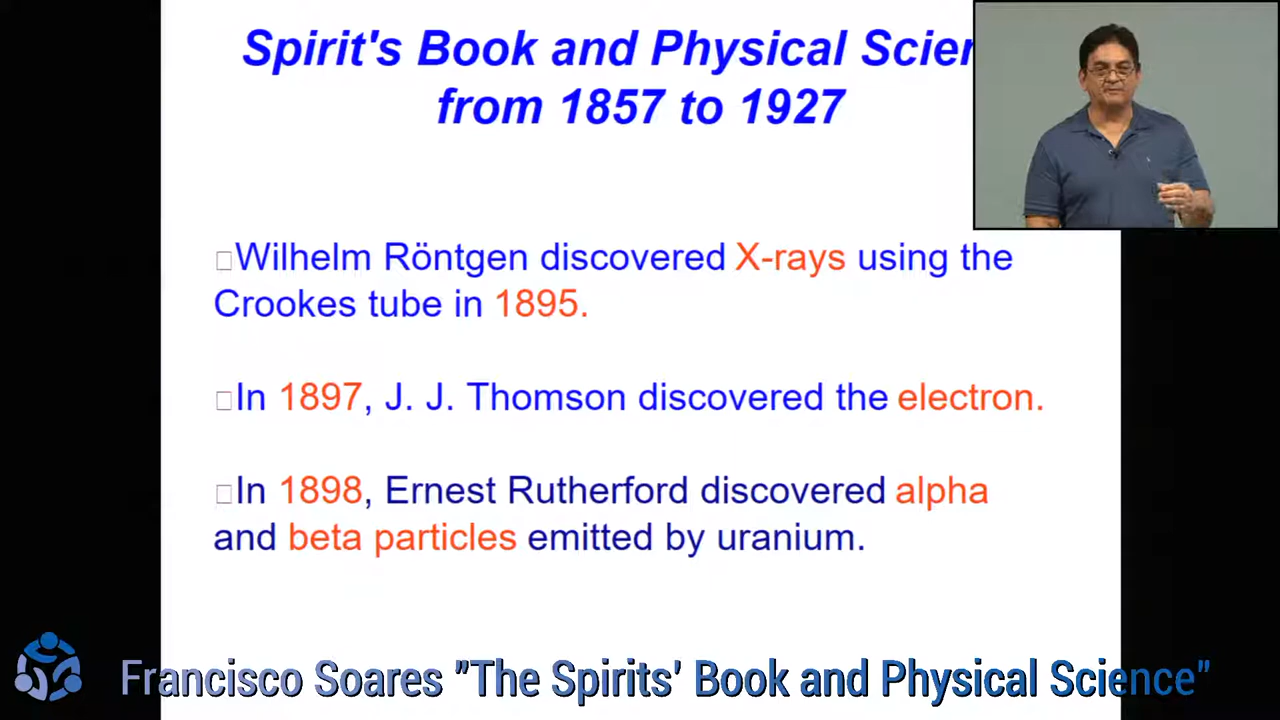 Spirit's Book and Physical Scien
from 1857 to 1927
Wilhelm Röntgen discovered X-rays using the
Crookes tube in 1895.
In 1897, J. J. Thomson discovered the electron.
In 1898, Ernest Rutherford discovered alpha
and beta particles emitted by uranium.
Francisco Soares "The Spirits' Book and Physical Science"